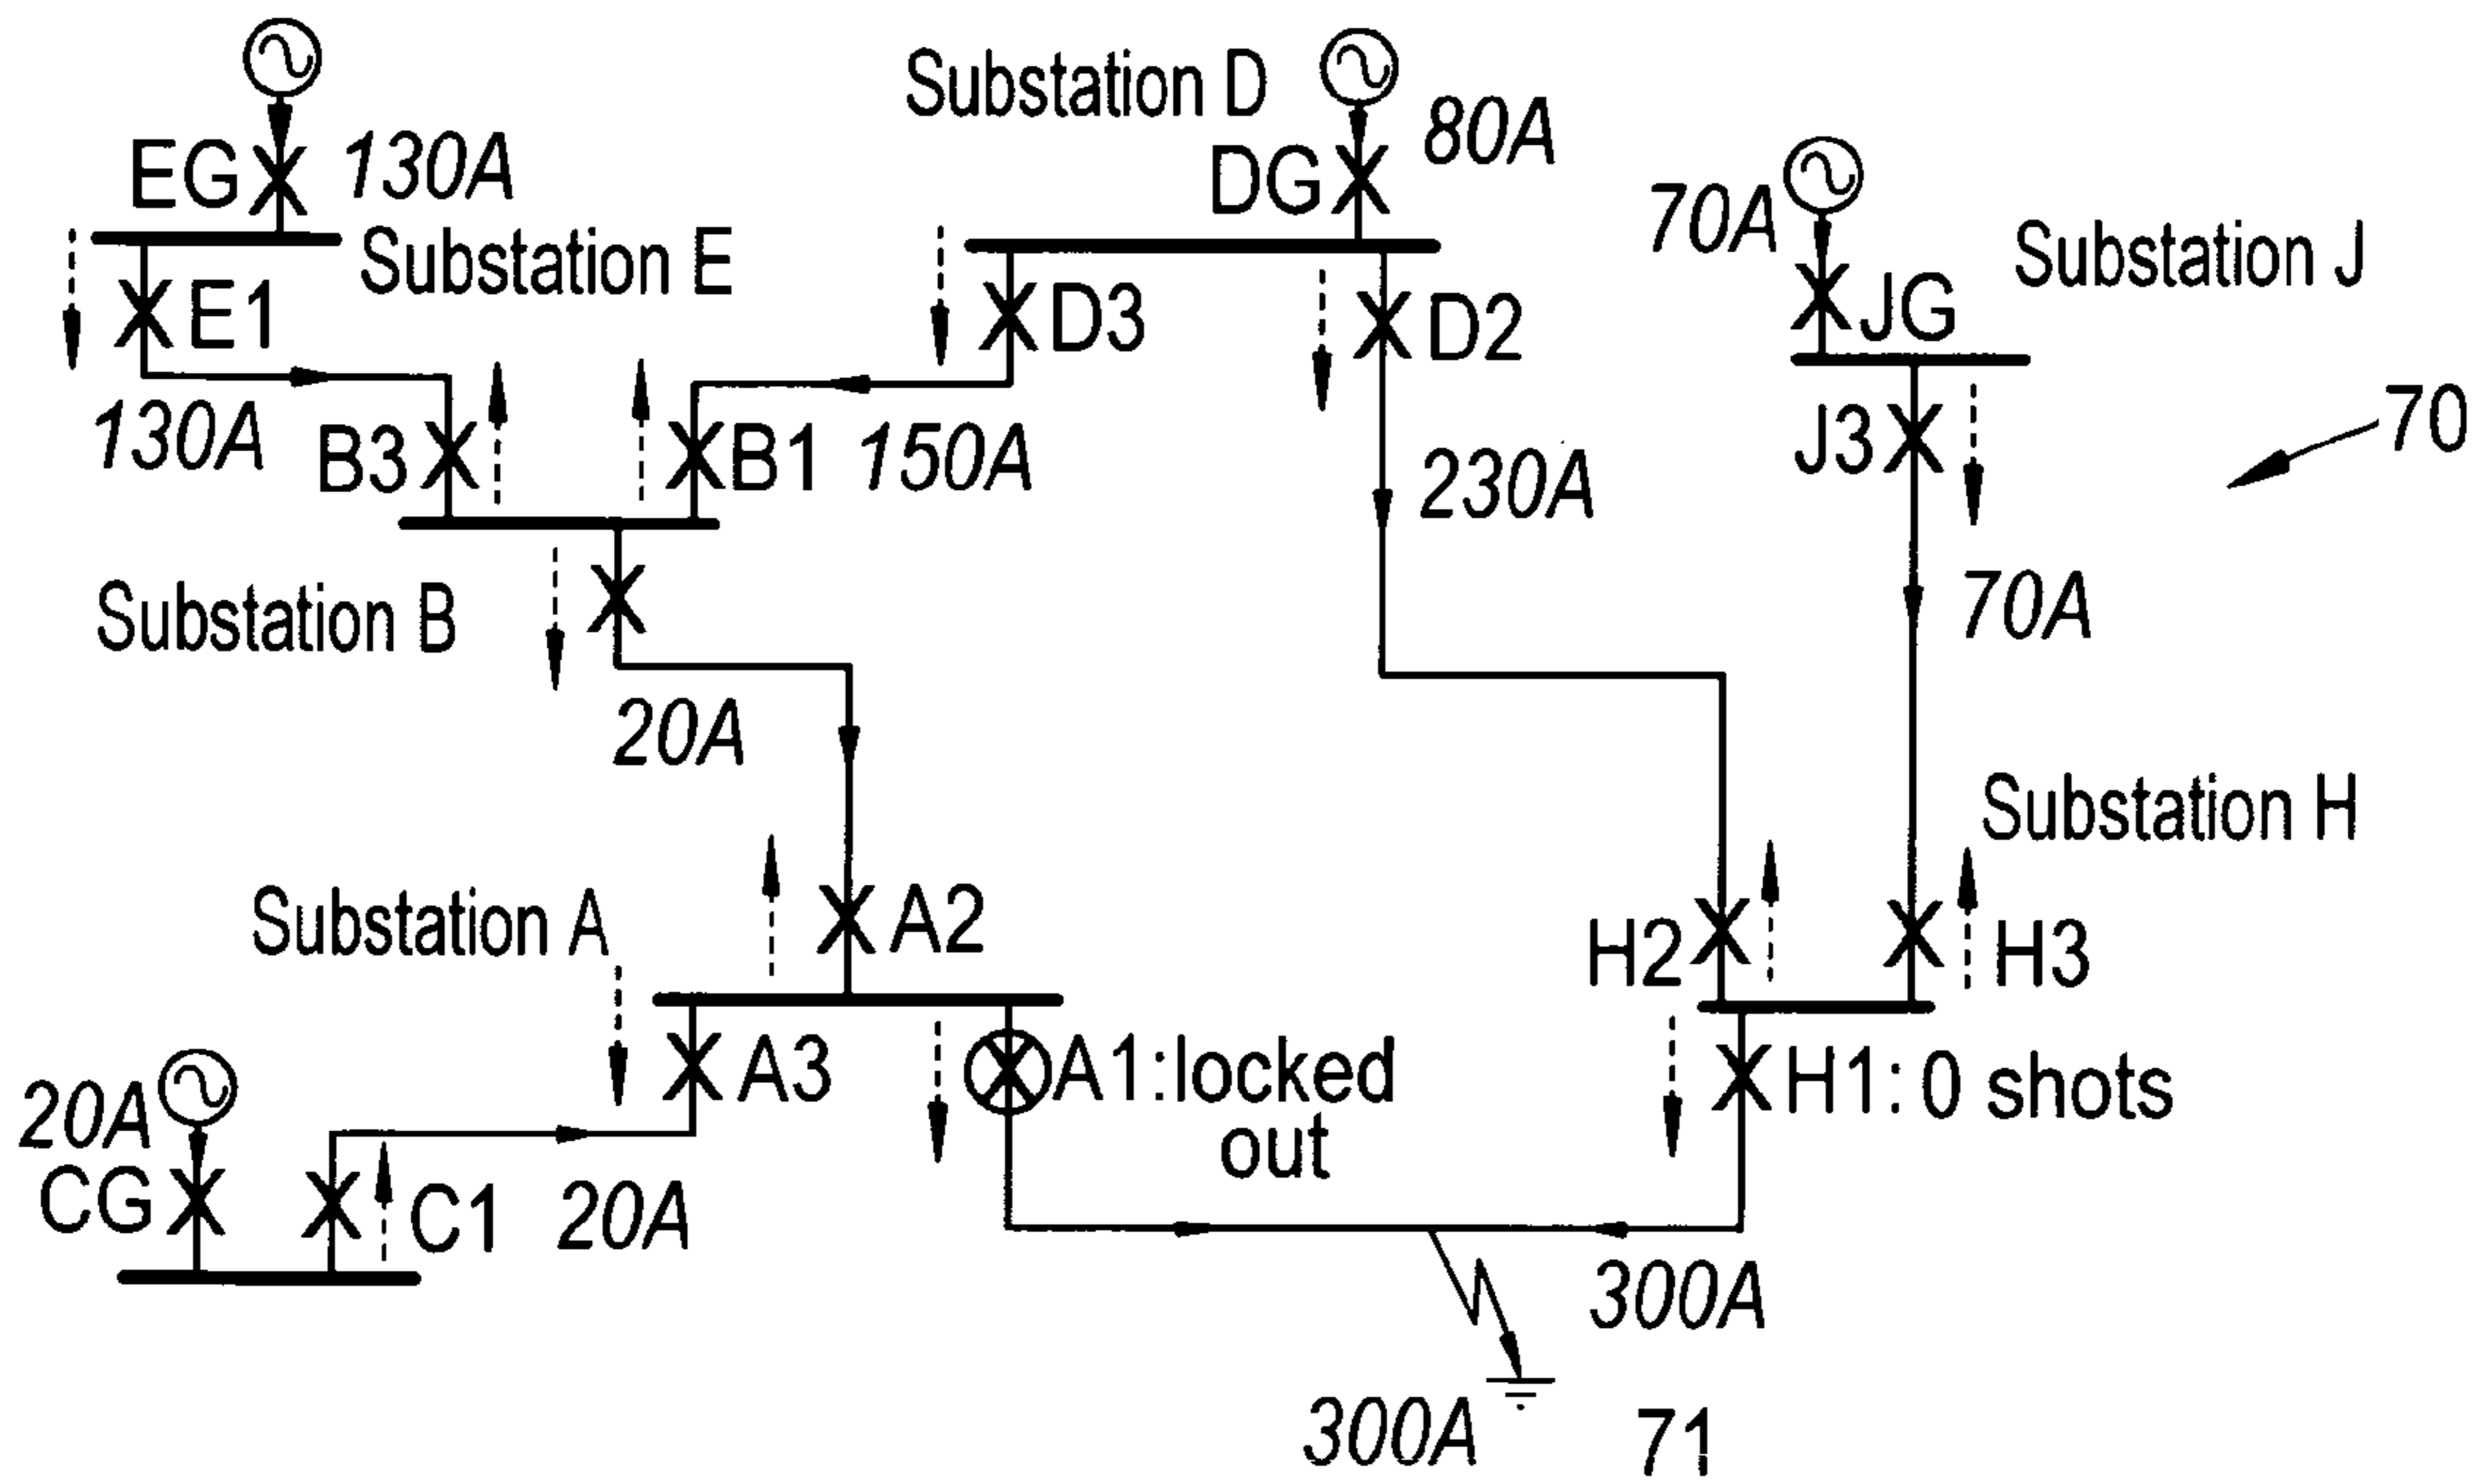 Substation D
80A
EG
130A
DG
70A
Substation E
Substation J
E1
D3
D2
JG
130A
B3
B1
150A
230A
J3
70
Substation B
70A
20A
Substation H
Substation A
A2
H2
H3
20A
A3
A1:locked
out
H1: 0 shots
CG
C1
20A
300A
300A
71